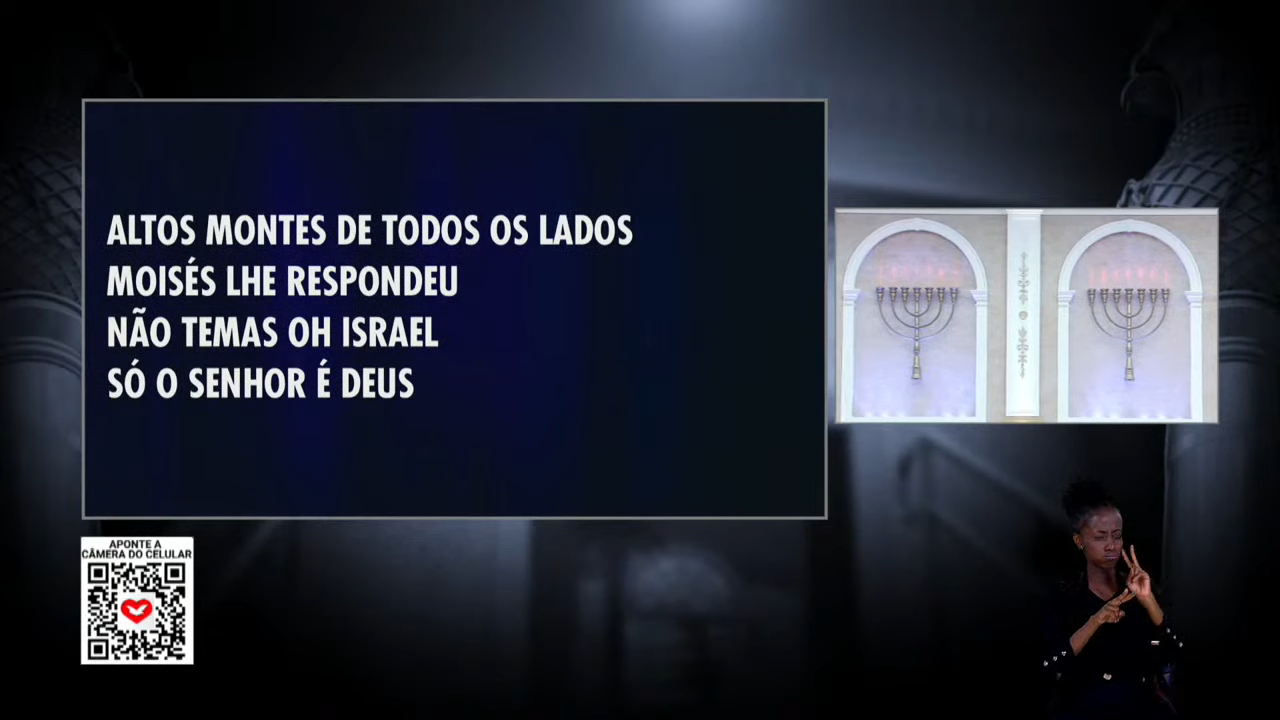 ALTOS MONTES DE TODOS OS LADOS
MOISÉS LHE RESPONDEU
NÃO TEMAS OH ISRAEL
SÓ O SENHOR É DEUS
APONTE A
CÂMERA DO CELULAR